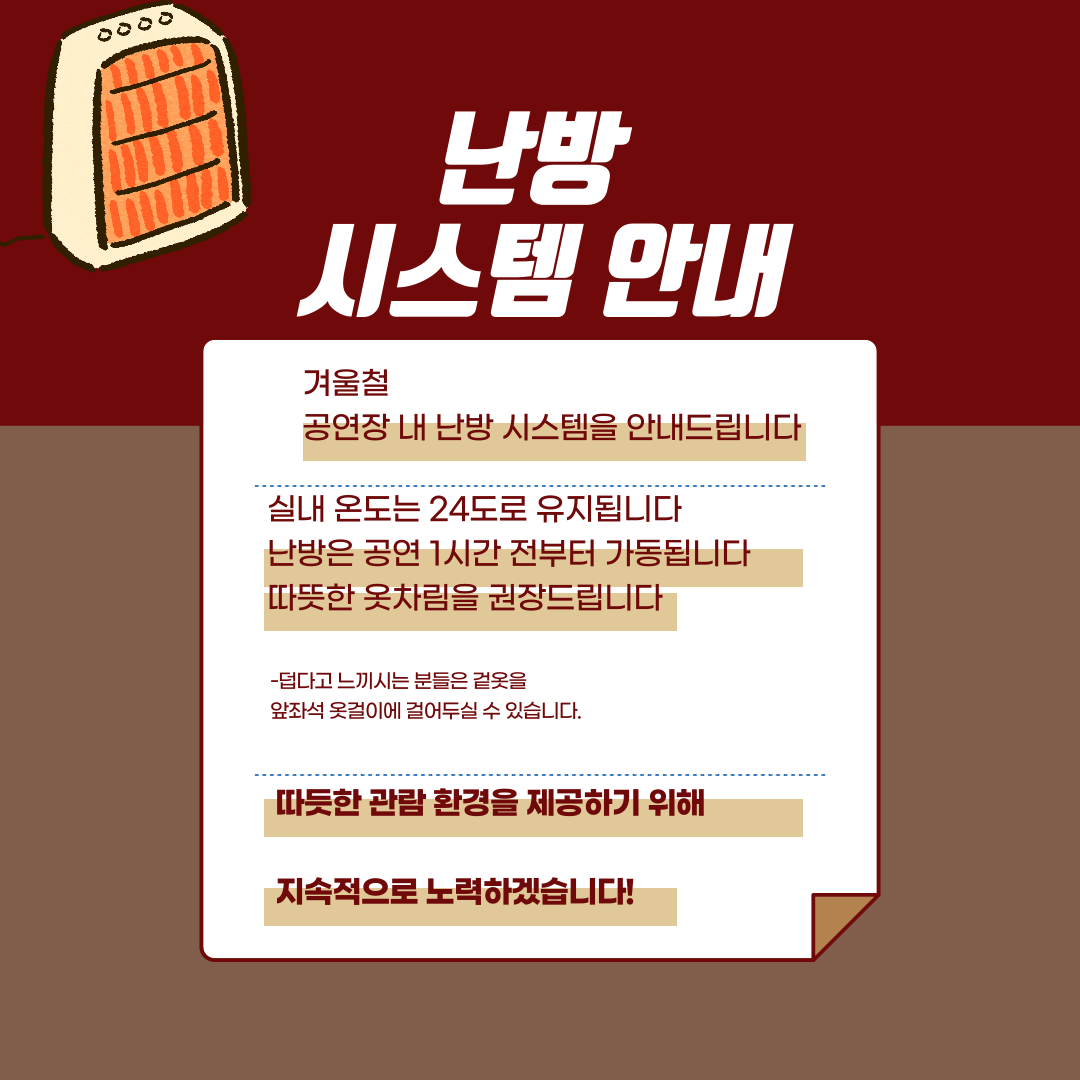 난방
시스템 안내
겨울철
공연장 내 난방 시스템을 안내드립니다
실내 온도는 24도로 유지됩니다
난방은 공연 1시간 전부터 가동됩니다
따뜻한 옷차림을 권장드립니다
-덥다고 느끼시는 분들은 겉옷을
앞좌석 옷걸이에 걸어두실 수 있습니다.
따듯한 관람 환경을 제공하기 위해
지속적으로 노력하겠습니다!